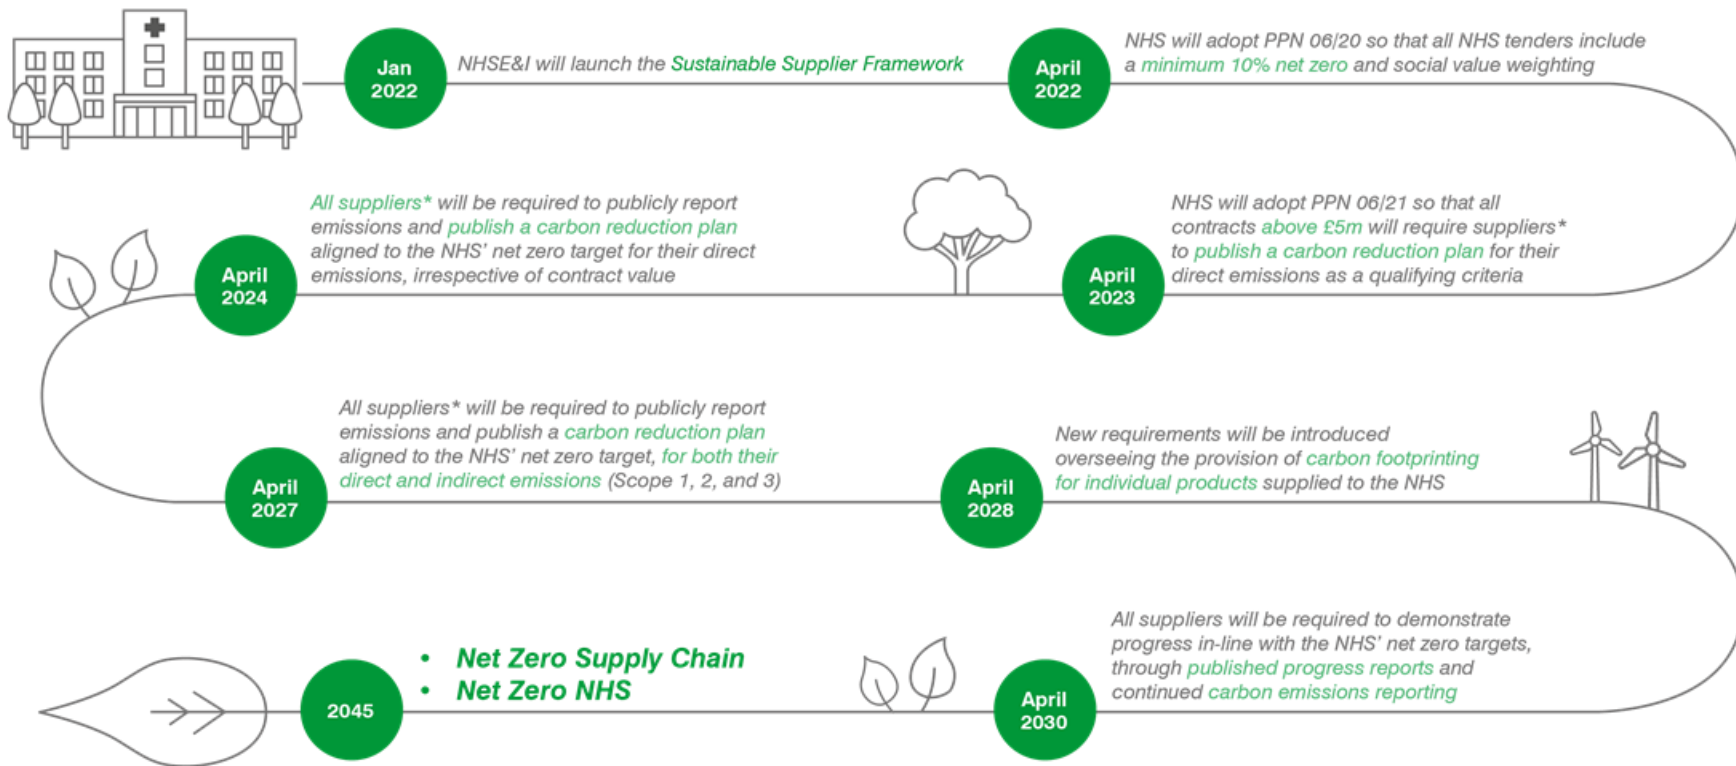 Jan
2022
NHSE&I will launch the Sustainable Supplier Framework
April
2022
NHS will adopt PPN 06/20 so that all NHS tenders include
a minimum 10% net zero and social value weighting
April
2023
NHS will adopt PPN 06/21 so that all
contracts above £5m will require suppliers*
to publish a carbon reduction plan for their
direct emissions as a qualifying criteria
April
2024
All suppliers* will be required to publicly report
emissions and publish a carbon reduction plan
aligned to the NHS' net zero target for their direct
emissions, irrespective of contract value
April
2027
All suppliers* will be required to publicly report
emissions and publish a carbon reduction plan
aligned to the NHS' net zero target, for both their
direct and indirect emissions (Scope 1, 2, and 3)
April
2028
New requirements will be introduced
overseeing the provision of carbon footprinting
for individual products supplied to the NHS
April
2030
All suppliers will be required to demonstrate
progress in-line with the NHS' net zero targets,
through published progress reports and
continued carbon emissions reporting
2045
• Net Zero Supply Chain
• Net Zero NHS